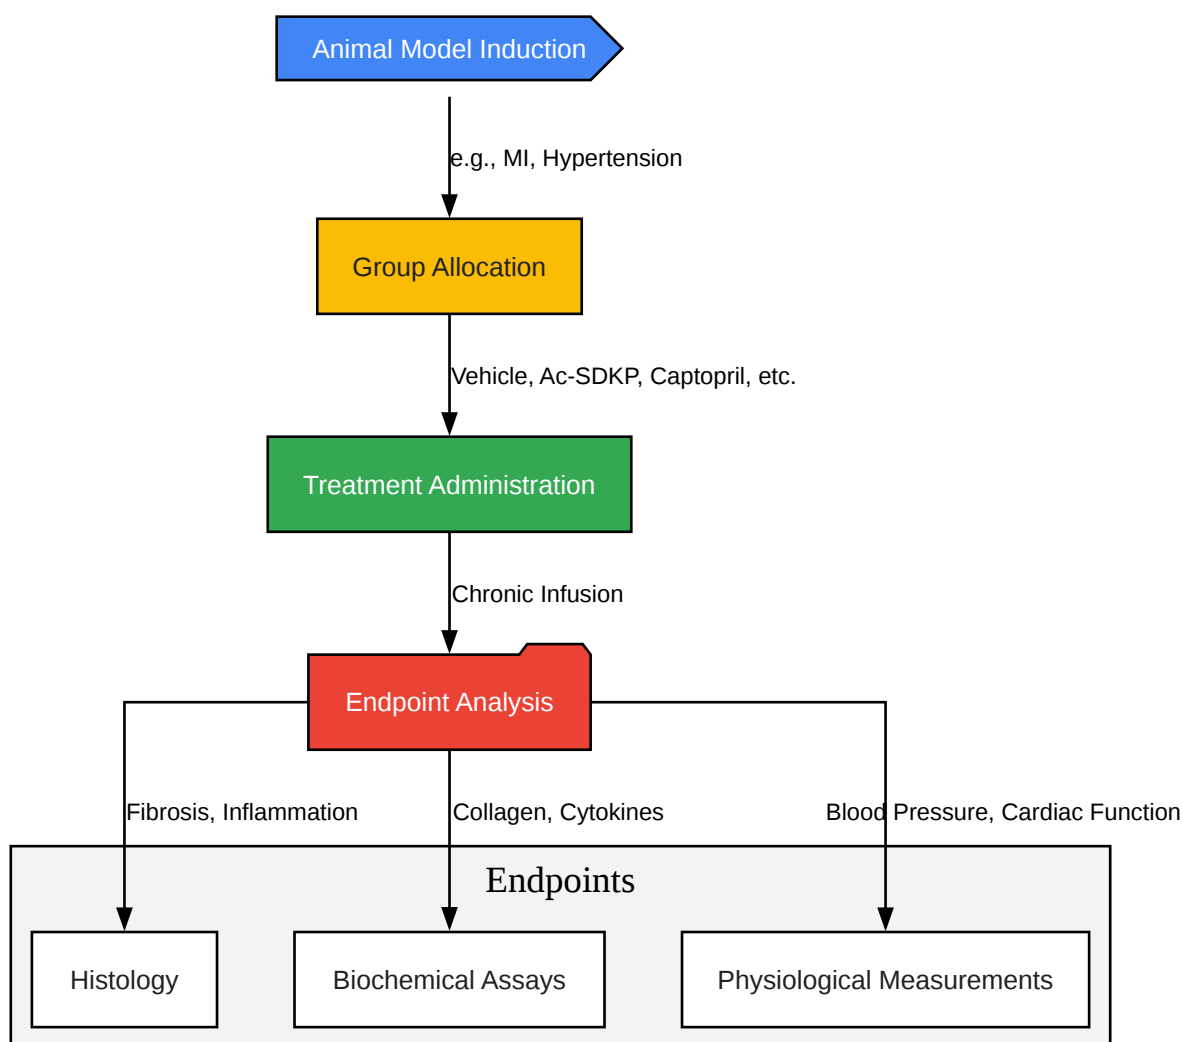 Animal Model Induction
e.g., MI, Hypertension
Group Allocation
Vehicle, Ac-SDKP, Captopril, etc.
Treatment Administration
Chronic Infusion
Endpoint Analysis
Fibrosis, Inflammation
Collagen, Cytokines
Blood Pressure, Cardiac Function
Endpoints
Histology
Biochemical Assays
Physiological Measurements